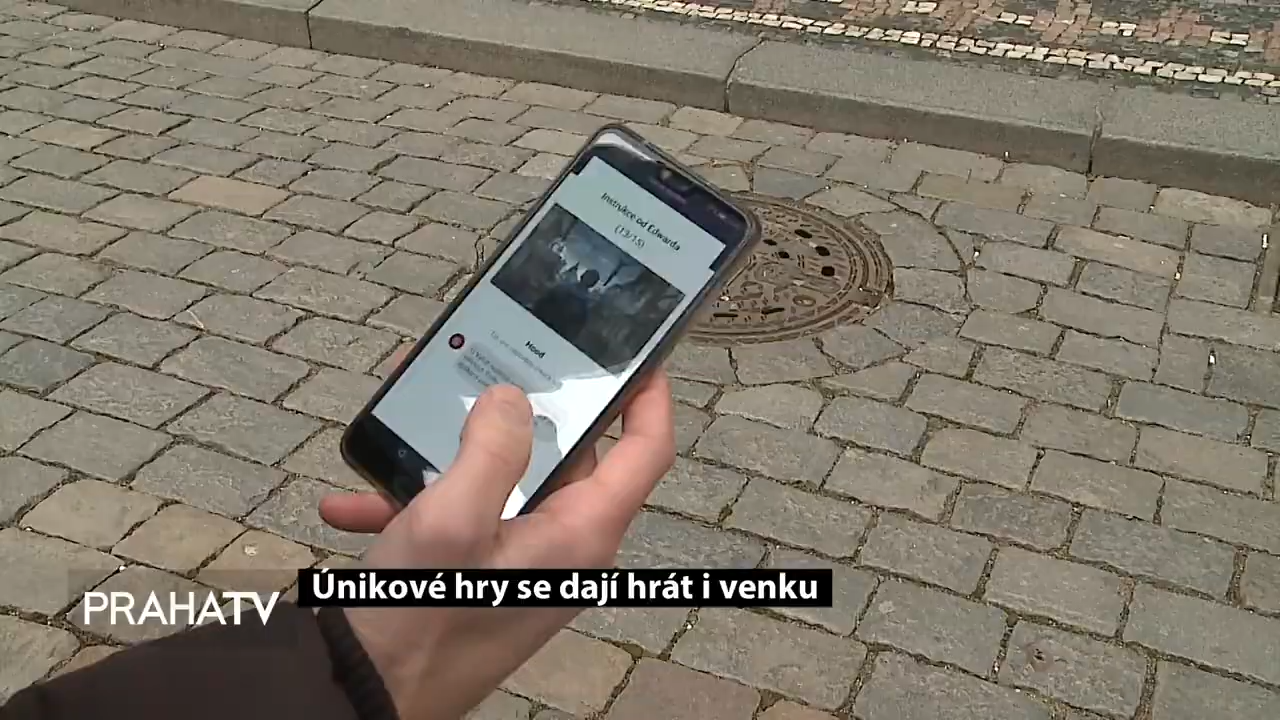 Instrukce od Edwarda
(13/15)
Hood
Únikové hry se dají hrát i venku
PRAHATV